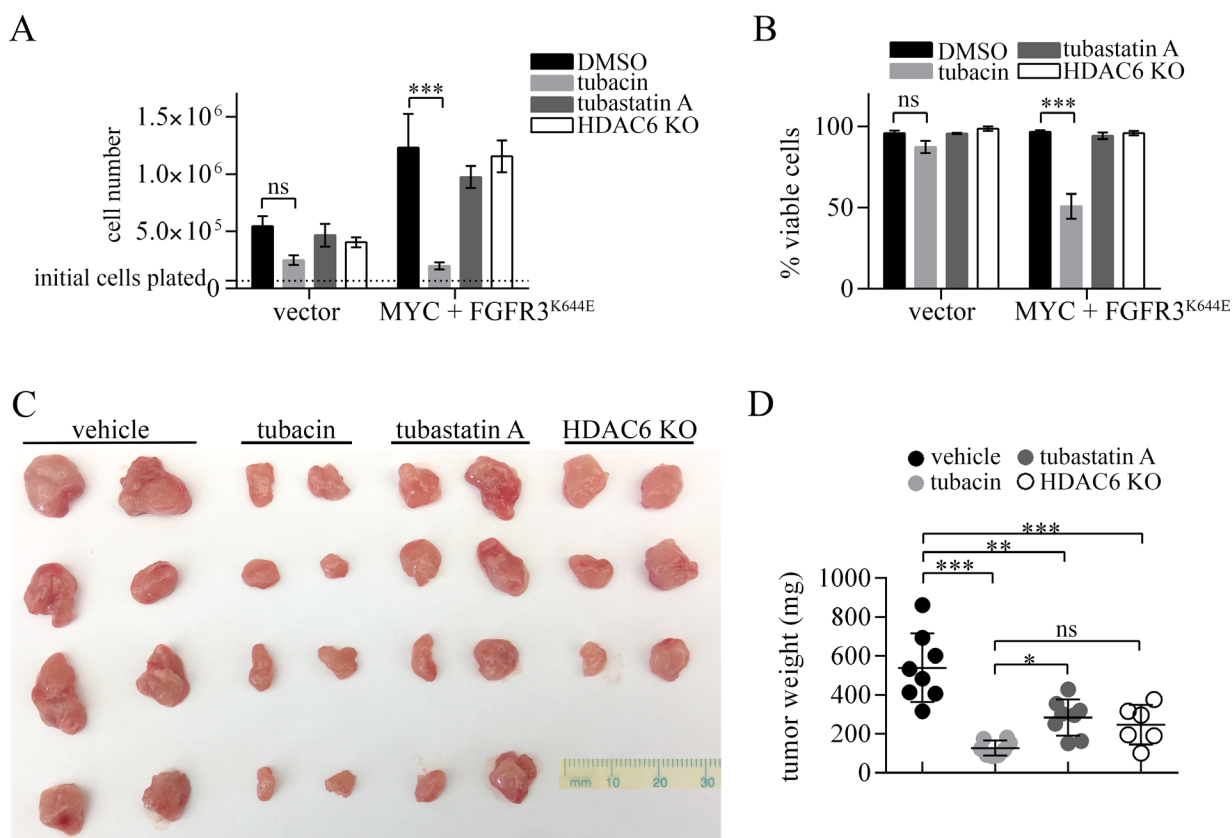 A
DMSO
tubacin
tubastatin A
HDAC6 KO
***
ns
cell number
1.5×10⁶
1.0×10⁶
5.0×10⁵
0
initial cells plated
vector
MYC + FGFR3ᴷ⁶⁴⁴ᴱ
B
DMSO
tubacin
tubastatin A
HDAC6 KO
ns
***
% viable cells
100
50
0
vector
MYC + FGFR3ᴷ⁶⁴⁴ᴱ
C
vehicle
tubacin
tubastatin A
HDAC6 KO
mm 10 20 30
D
vehicle
tubacin
tubastatin A
HDAC6 KO
***
**
***
ns
*
tumor weight (mg)
1000
800
600
400
200
0